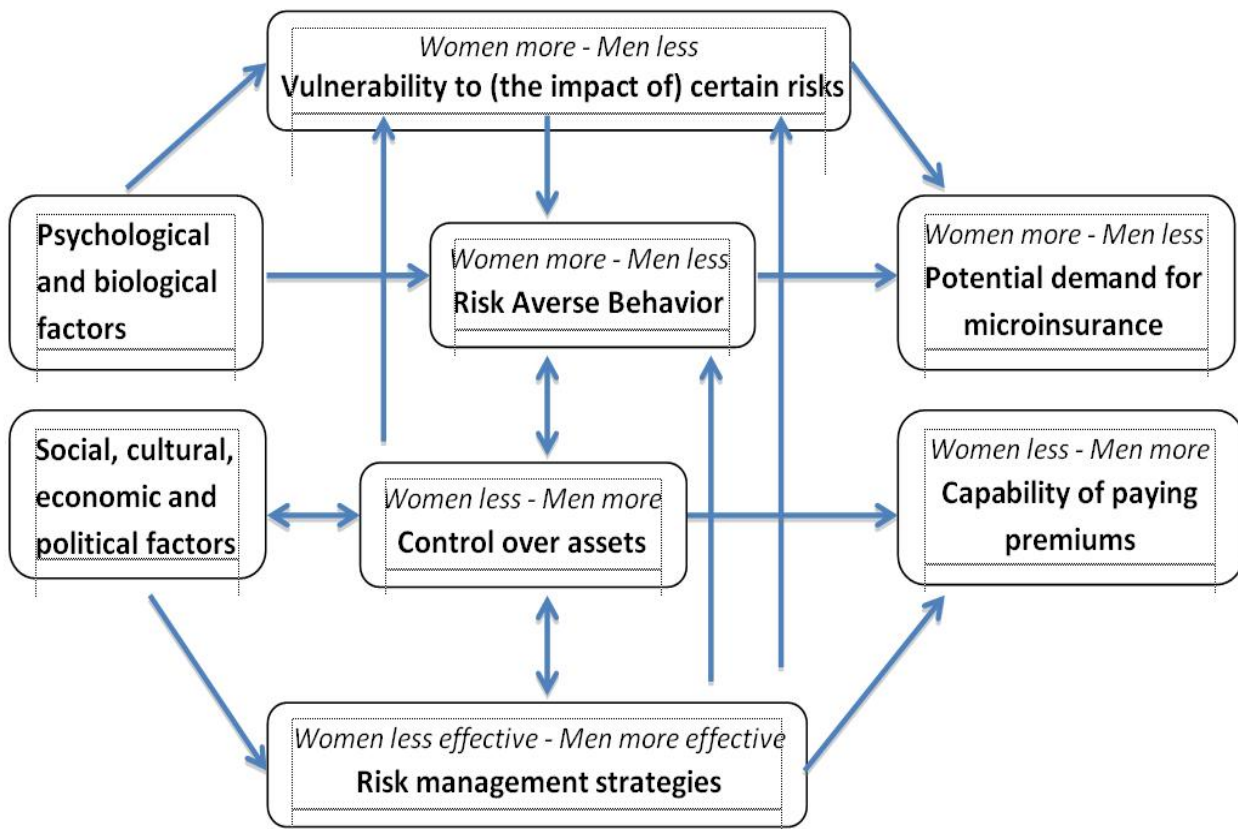 Women more - Men less
Vulnerability to (the impact of) certain risks
Psychological
and biological
factors
Women more - Men less
Risk Averse Behavior
Women more - Men less
Potential demand for
microinsurance
Social, cultural,
economic and
political factors
Women less - Men more
Control over assets
Women less - Men more
Capability of paying
premiums
Women less effective - Men more effective
Risk management strategies